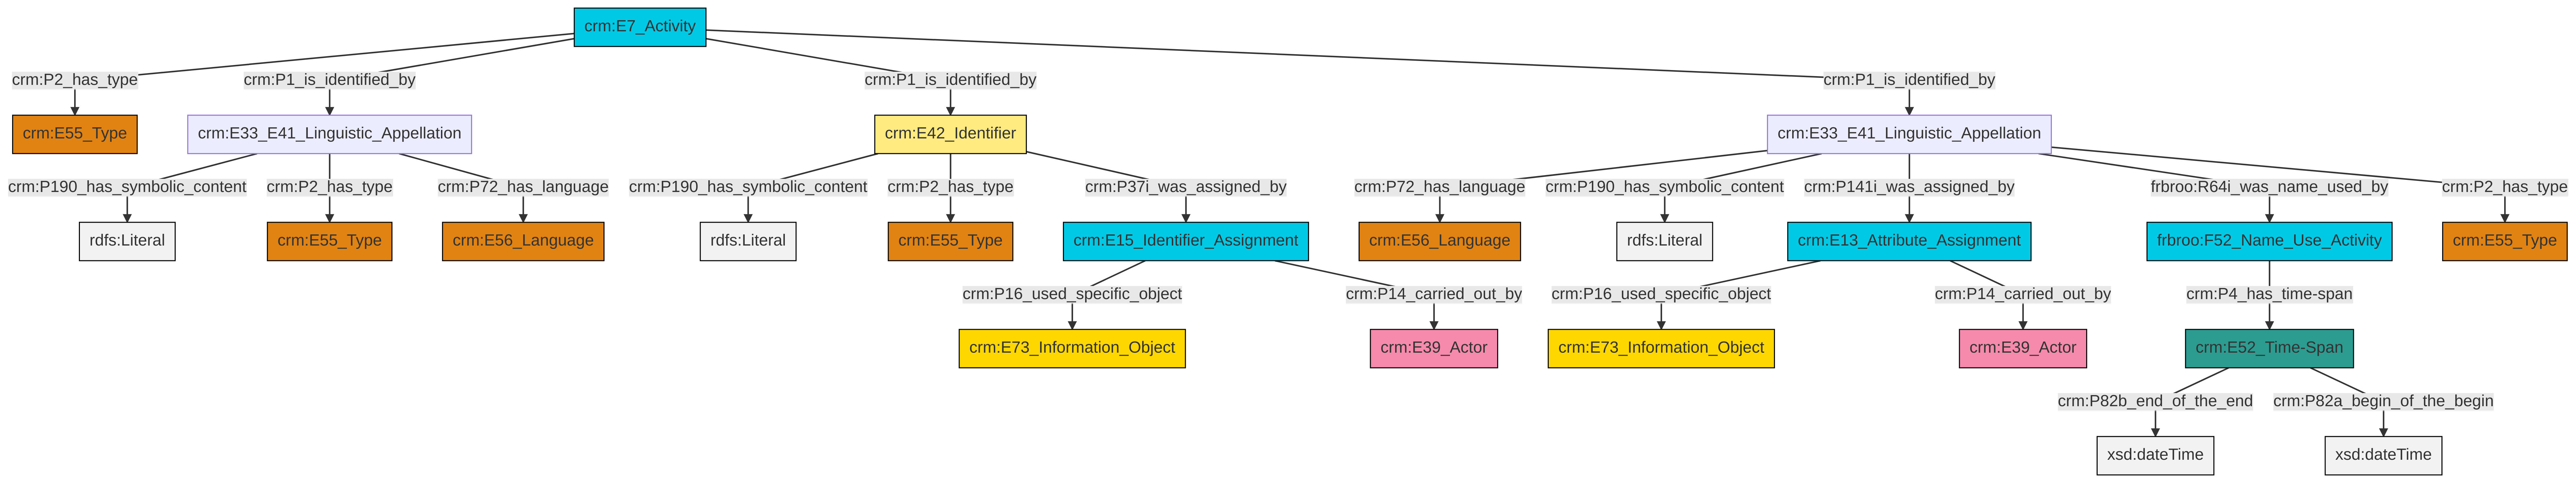 crm:E7_Activity
crm:P2_has_type
crm:P1_is_identified_by
crm:P1_is_identified_by
crm:P1_is_identified_by
crm:E55_Type
crm:E33_E41_Linguistic_Appellation
crm:E42_Identifier
crm:E33_E41_Linguistic_Appellation
crm:P190_has_symbolic_content
crm:P2_has_type
crm:P72_has_language
crm:P190_has_symbolic_content
crm:P2_has_type
crm:P37i_was_assigned_by
crm:P72_has_language
crm:P190_has_symbolic_content
crm:P141i_was_assigned_by
frbroo:R64i_was_name_used_by
crm:P2_has_type
rdfs:Literal
crm:E55_Type
crm:E56_Language
rdfs:Literal
crm:E55_Type
crm:E15_Identifier_Assignment
crm:E56_Language
rdfs:Literal
crm:E13_Attribute_Assignment
frbroo:F52_Name_Use_Activity
crm:E55_Type
crm:P16_used_specific_object
crm:P14_carried_out_by
crm:P16_used_specific_object
crm:P14_carried_out_by
crm:P4_has_time-span
crm:E73_Information_Object
crm:E39_Actor
crm:E73_Information_Object
crm:E39_Actor
crm:E52_Time-Span
crm:P82b_end_of_the_end
crm:P82a_begin_of_the_begin
xsd:dateTime
xsd:dateTime